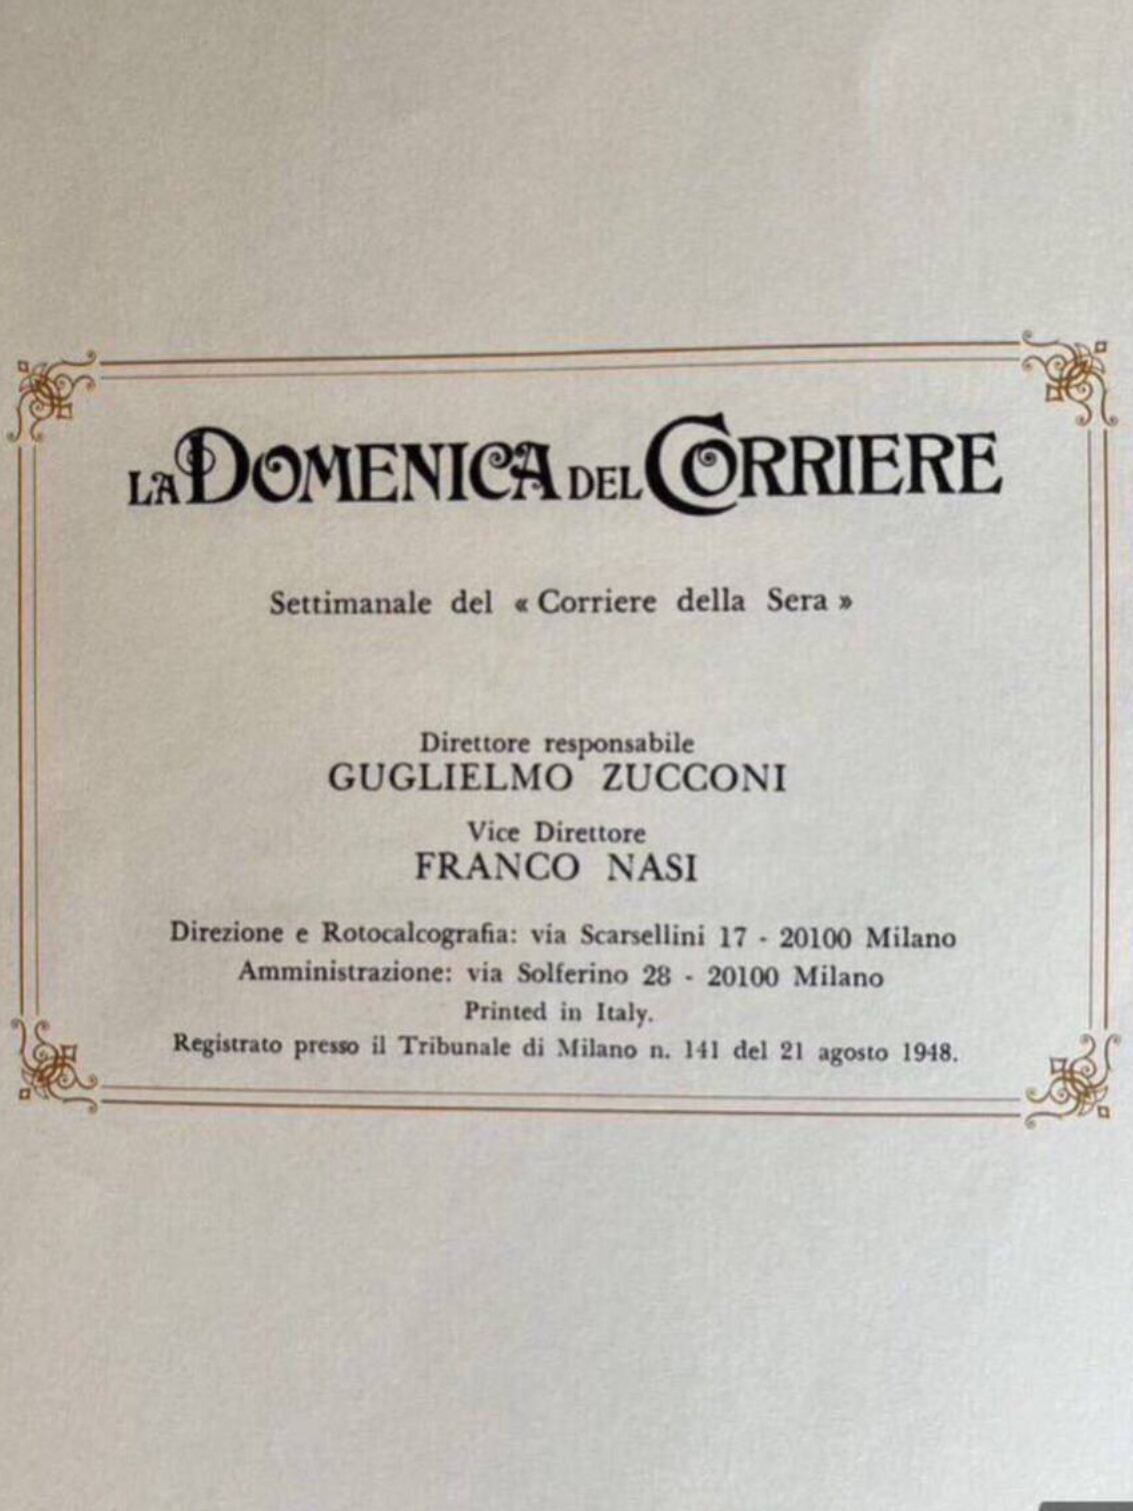 LA DOMENICA DEL CORRIERE
Settimanale del « Corriere della Sera »
Direttore responsabile
GUGLIELMO ZUCCONI
Vice Direttore
FRANCO NASI
Direzione e Rotocalcografia: via Scarsellini 17 - 20100 Milano
Amministrazione: via Solferino 28 - 20100 Milano
Printed in Italy.
Registrato presso il Tribunale di Milano n. 141 del 21 agosto 1948.